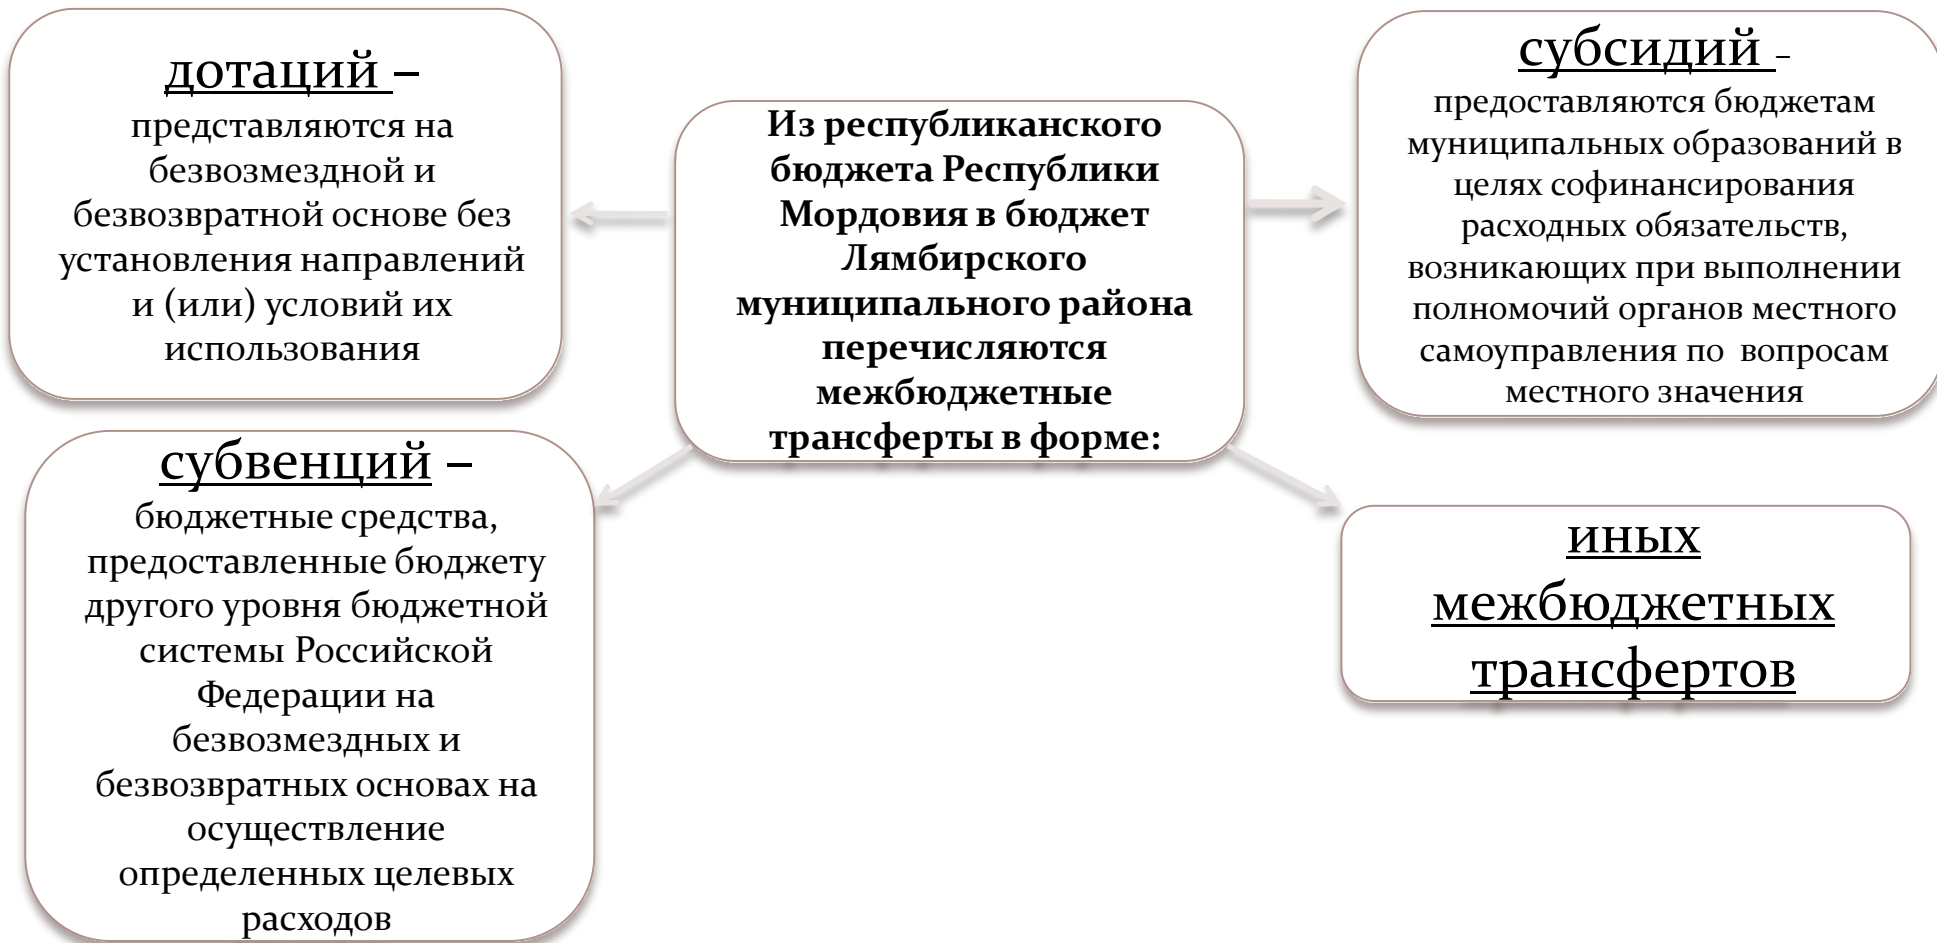 дотаций –
представляются на
безвозмездной и
безвозвратной основе без
установления направлений
и (или) условий их
использования
Из республиканского
бюджета Республики
Мордовия в бюджет
Лямбирского
муниципального района
перечисляются
межбюджетные
трансферты в форме:
субсидий –
предоставляются бюджетам
муниципальных образований в
целях софинансирования
расходных обязательств,
возникающих при выполнении
полномочий органов местного
самоуправления по вопросам
местного значения
субвенций –
бюджетные средства,
предоставленные бюджету
другого уровня бюджетной
системы Российской
Федерации на
безвозмездных и
безвозвратных основах на
осуществление
определенных целевых
расходов
иных
межбюджетных
трансфертов